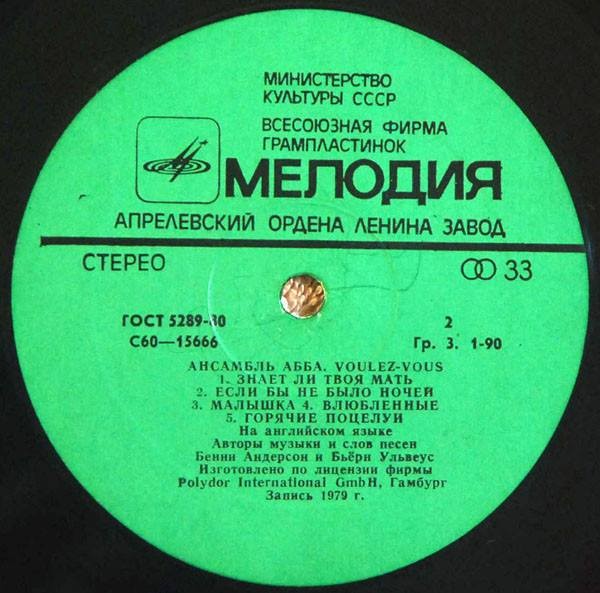 МИНИСТЕРСТВО
КУЛЬТУРЫ СССР
ВСЕСОЮЗНАЯ ФИРМА
ГРАМПЛАСТИНОК
МЕЛОДИЯ
АПРЕЛЕВСКИЙ ОРДЕНА ЛЕНИНА ЗАВОД
СТЕРЕО 33
ГОСТ 5289-80 2
С60—15666 Гр. 3. 1-90
АНСАМБЛЬ АББА. VOULEZ-VOUS
1. ЗНАЕТ ЛИ ТВОЯ МАТЬ
2. ЕСЛИ БЫ НЕ БЫЛО НОЧЕЙ
3. МАЛЫШКА 4. ВЛЮБЛЕННЫЕ
5. ГОРЯЧИЕ ПОЦЕЛУИ
На английском языке
Авторы музыки и слов песен
Бенни Андерсон и Бьёрн Ульвеус
Изготовлено по лицензии фирмы
Polydor International GmbH, Гамбург
Запись 1979 г.